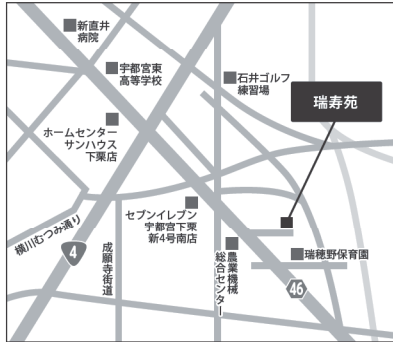 新直井
病院
宇都宮東
高等学校
石井ゴルフ
練習場
瑞寿苑
ホームセンター
サンハウス
下栗店
セブンイレブン
宇都宮下栗
新4号南店
横川むつみ通り
4
成願寺街道
農業機械
総合センター
瑞穂野保育園
46